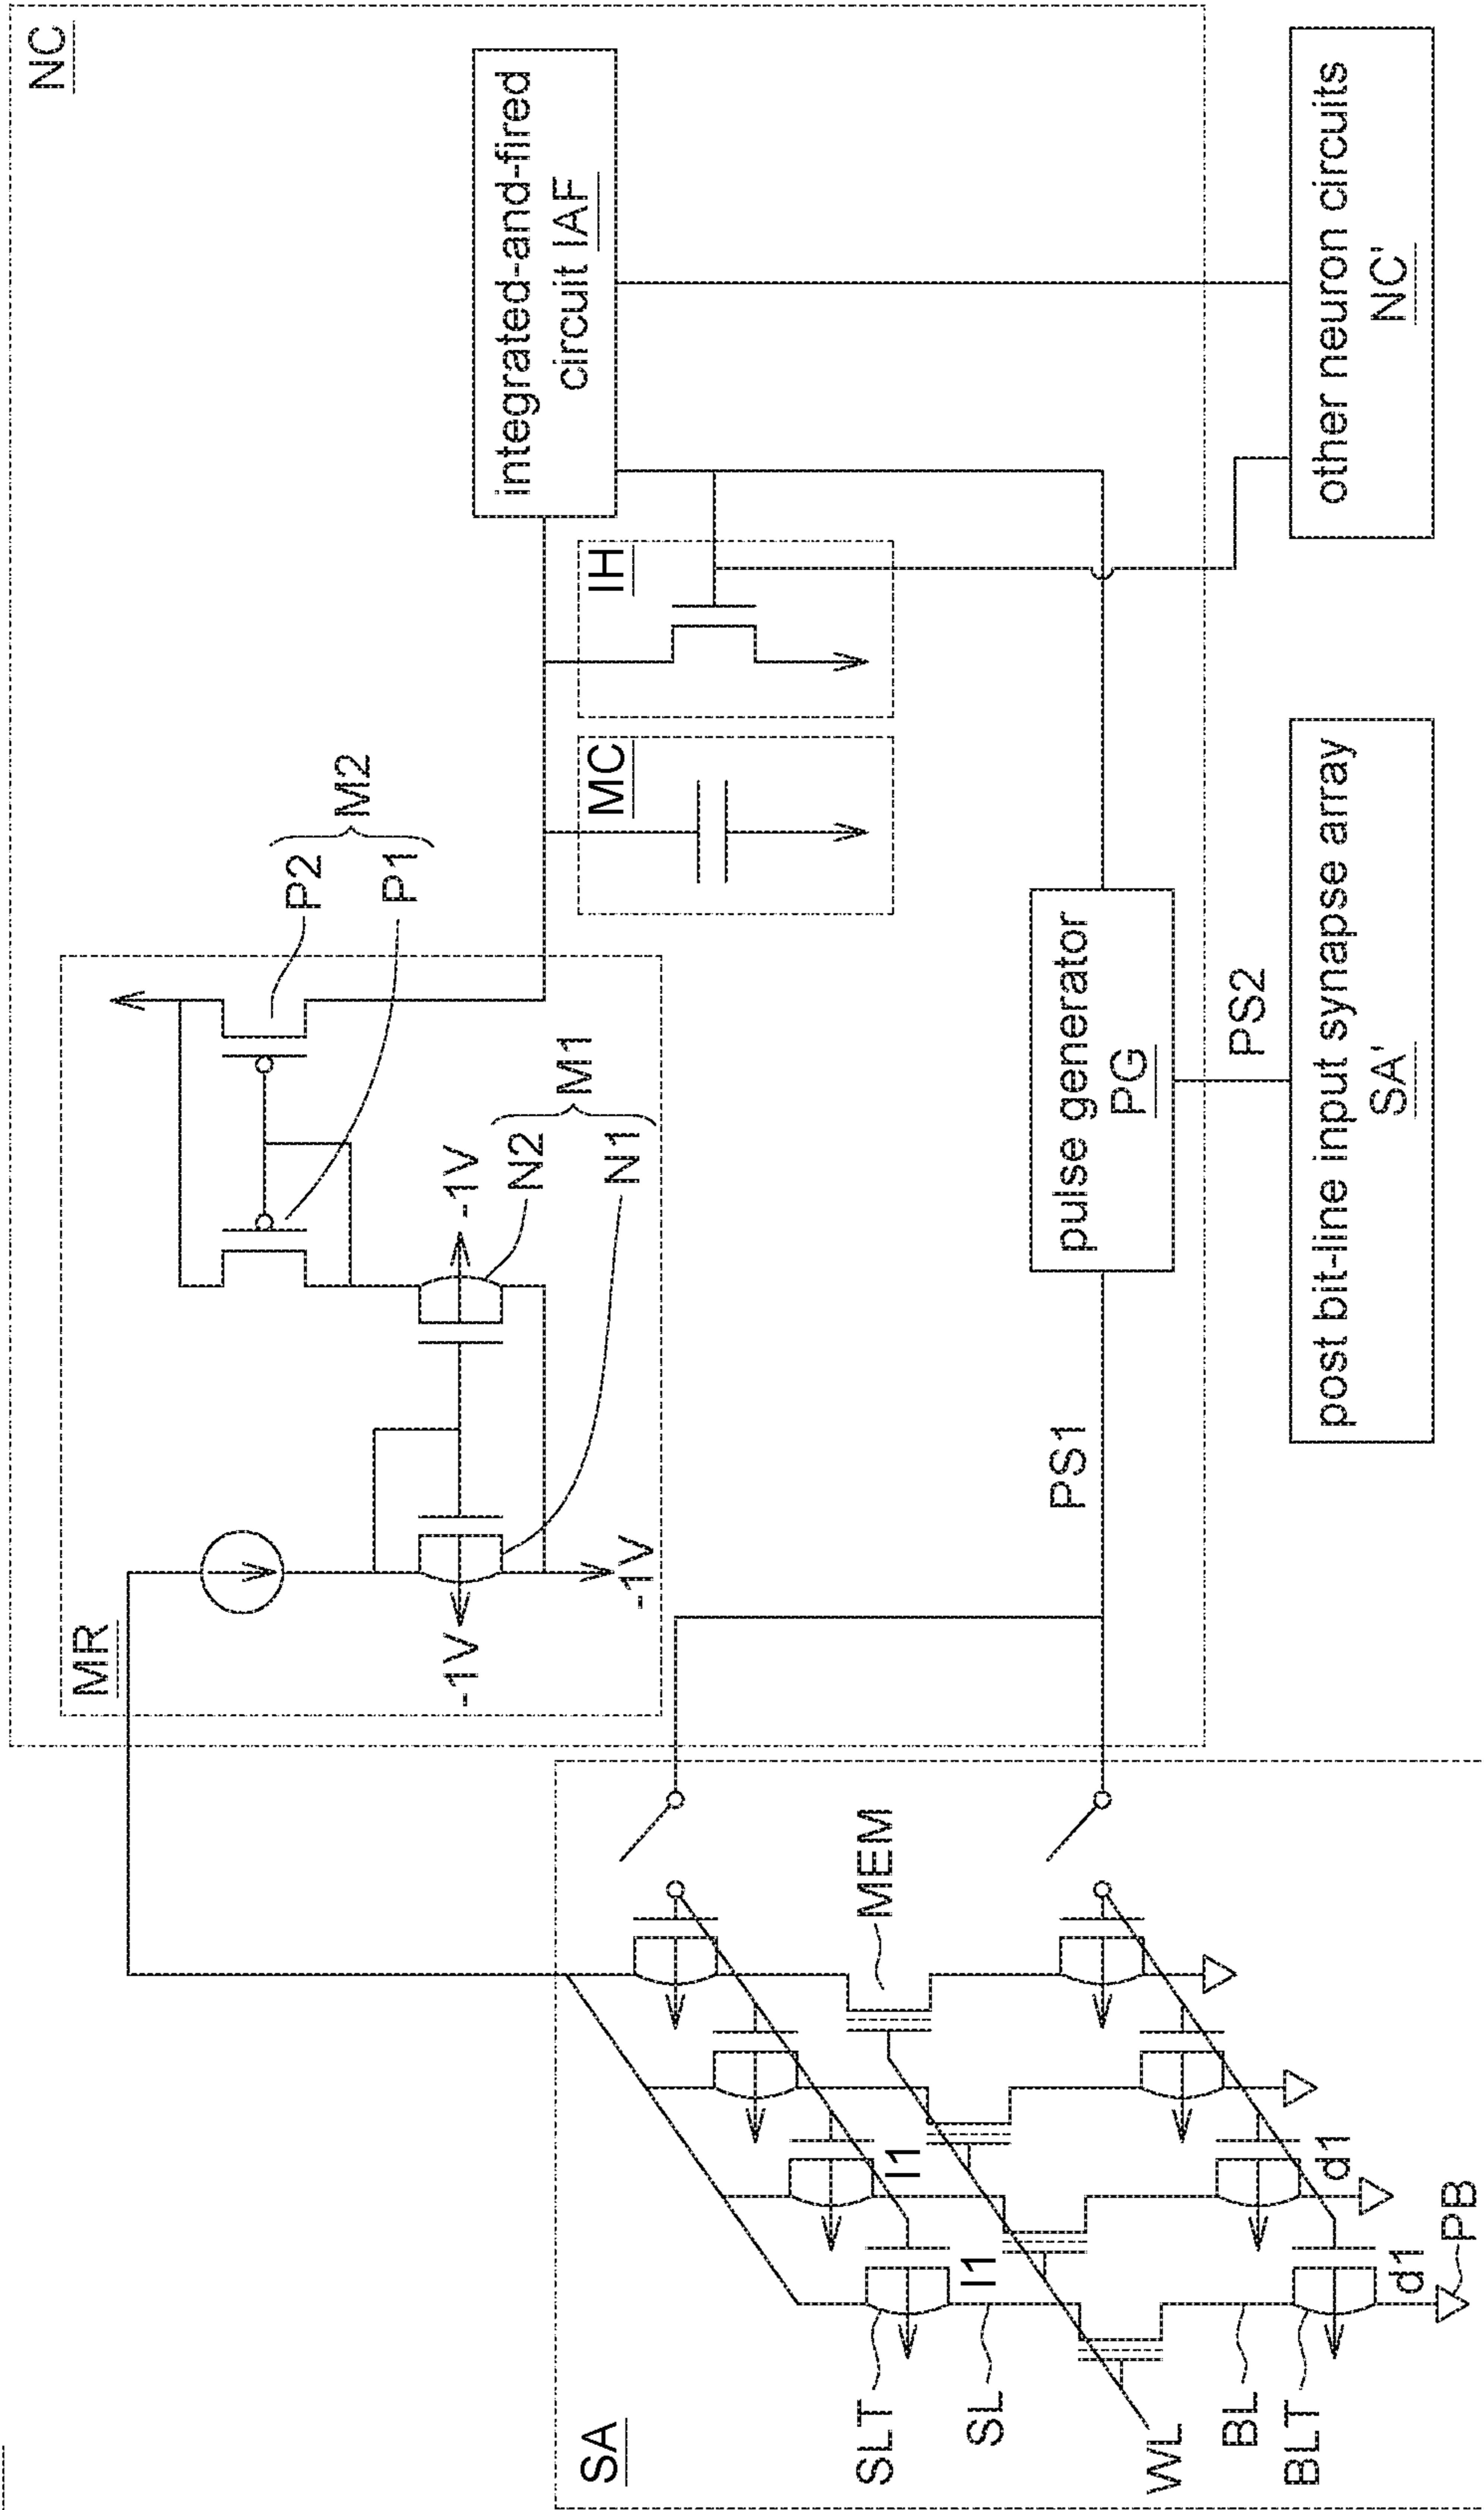 NC
MR
-1V
-1V
-1V
N2
N1
M1
P2
P1
M2
MC
IH
integrated-and-fired
circuit IAF
SA
SLT
SL
WL
BL
BLT
I1
I1
MEM
d1
d1
PB
PS1
pulse generator
PG
PS2
post bit-line input synapse array
SA'
other neuron circuits
NC'